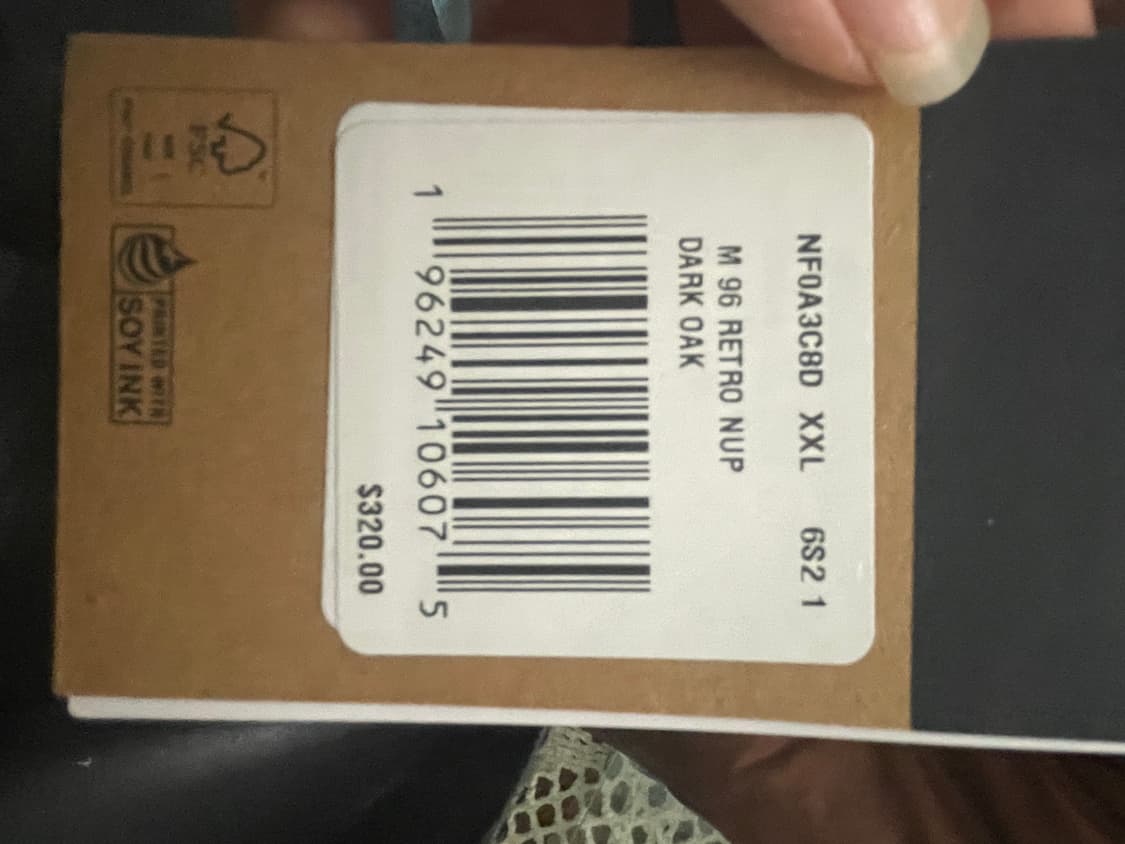 NF0A3C8D XXL 6S2 1
M 96 RETRO NUP
DARK OAK
1 96249 10607 5
$320.00
FSC
PRINTED WITH
SOY INK